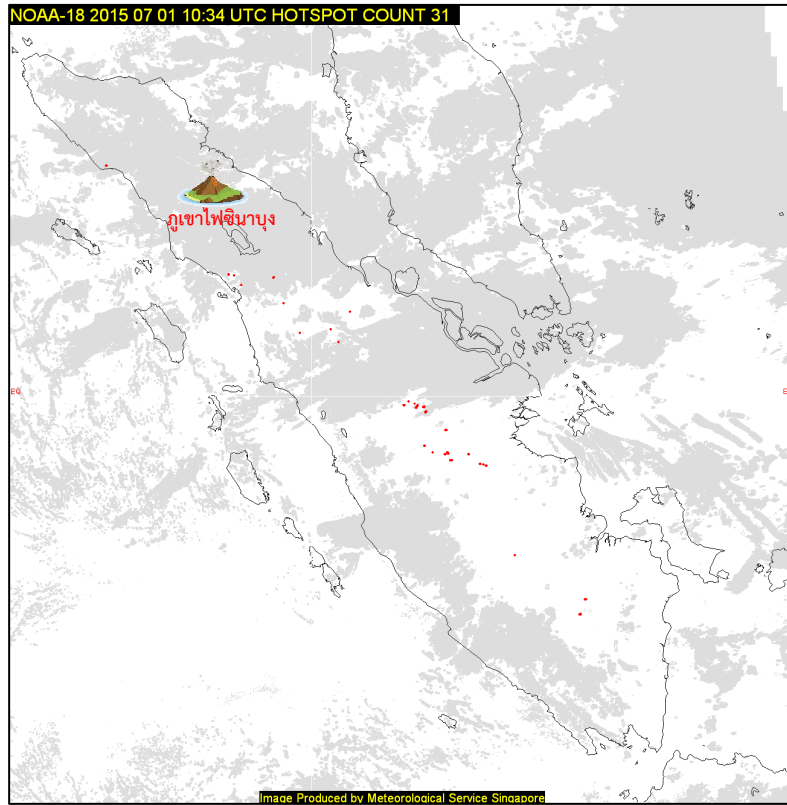 NOAA-18 2015 07 01 10:34 UTC HOTSPOT COUNT 31
ภูเขาไฟซินาบุง
EQ
E
Image Produced by Meteorological Service Singapore